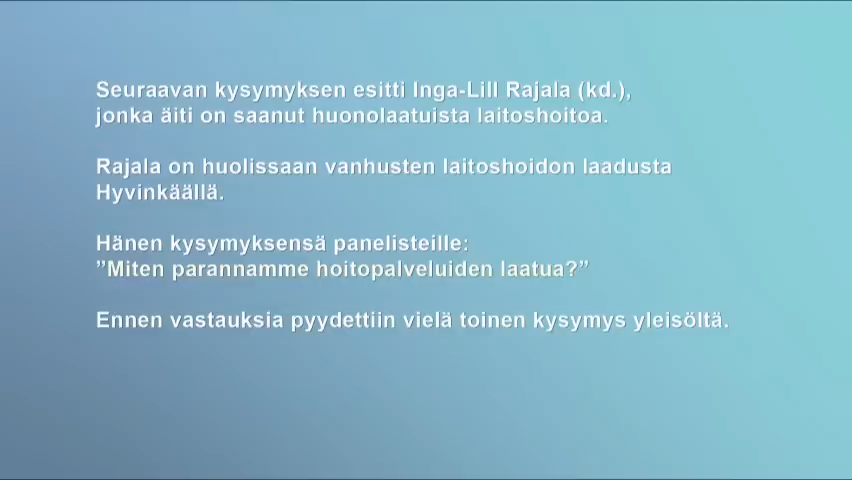 Seuraavan kysymyksen esitti Inga-Lill Rajala (kd.),
jonka äiti on saanut huonolaatuista laitoshoitoa.
Rajala on huolissaan vanhusten laitoshoidon laadusta
Hyvinkäällä.
Hänen kysymyksensä panelisteille:
”Miten parannamme hoitopalveluiden laatua?”
Ennen vastauksia pyydettiin vielä toinen kysymys yleisöltä.